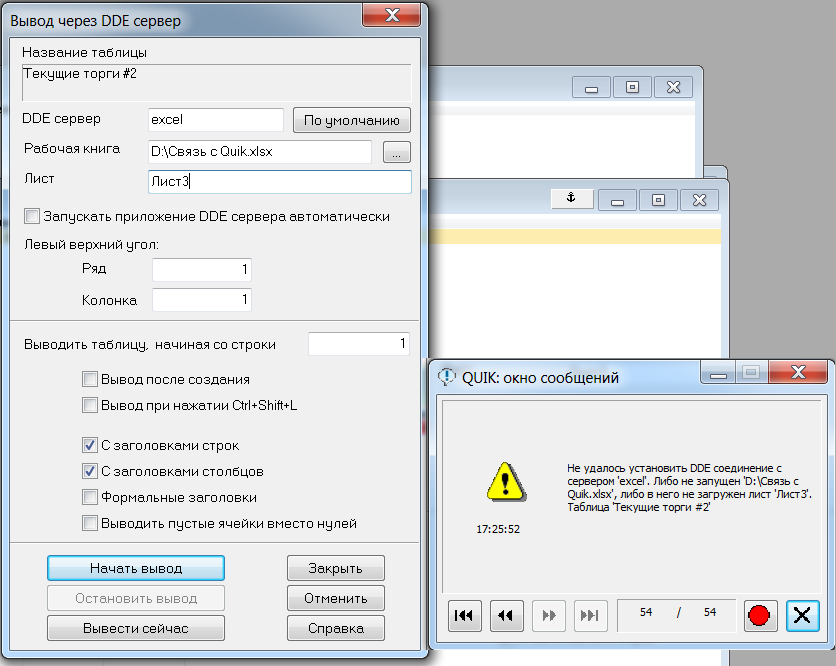 Вывод через DDE сервер
Название таблицы
Текущие торги #2
DDE сервер
excel
По умолчанию
Рабочая книга
D:\Связь с Quik.xlsx
...
Лист
Лист3
Запускать приложение DDE сервера автоматически
Левый верхний угол:
Ряд
1
Колонка
1
Выводить таблицу, начиная со строки
1
Вывод после создания
Вывод при нажатии Ctrl+Shift+L
С заголовками строк
С заголовками столбцов
Формальные заголовки
Выводить пустые ячейки вместо нулей
Начать вывод
Закрыть
Остановить вывод
Отменить
Вывести сейчас
Справка
QUIK: окно сообщений
Не удалось установить DDE соединение с
сервером 'excel'. Либо не запущен 'D:\Связь с
Quik.xlsx', либо в него не загружен лист 'Лист3'.
Таблица 'Текущие торги #2'
17:25:52
54 / 54